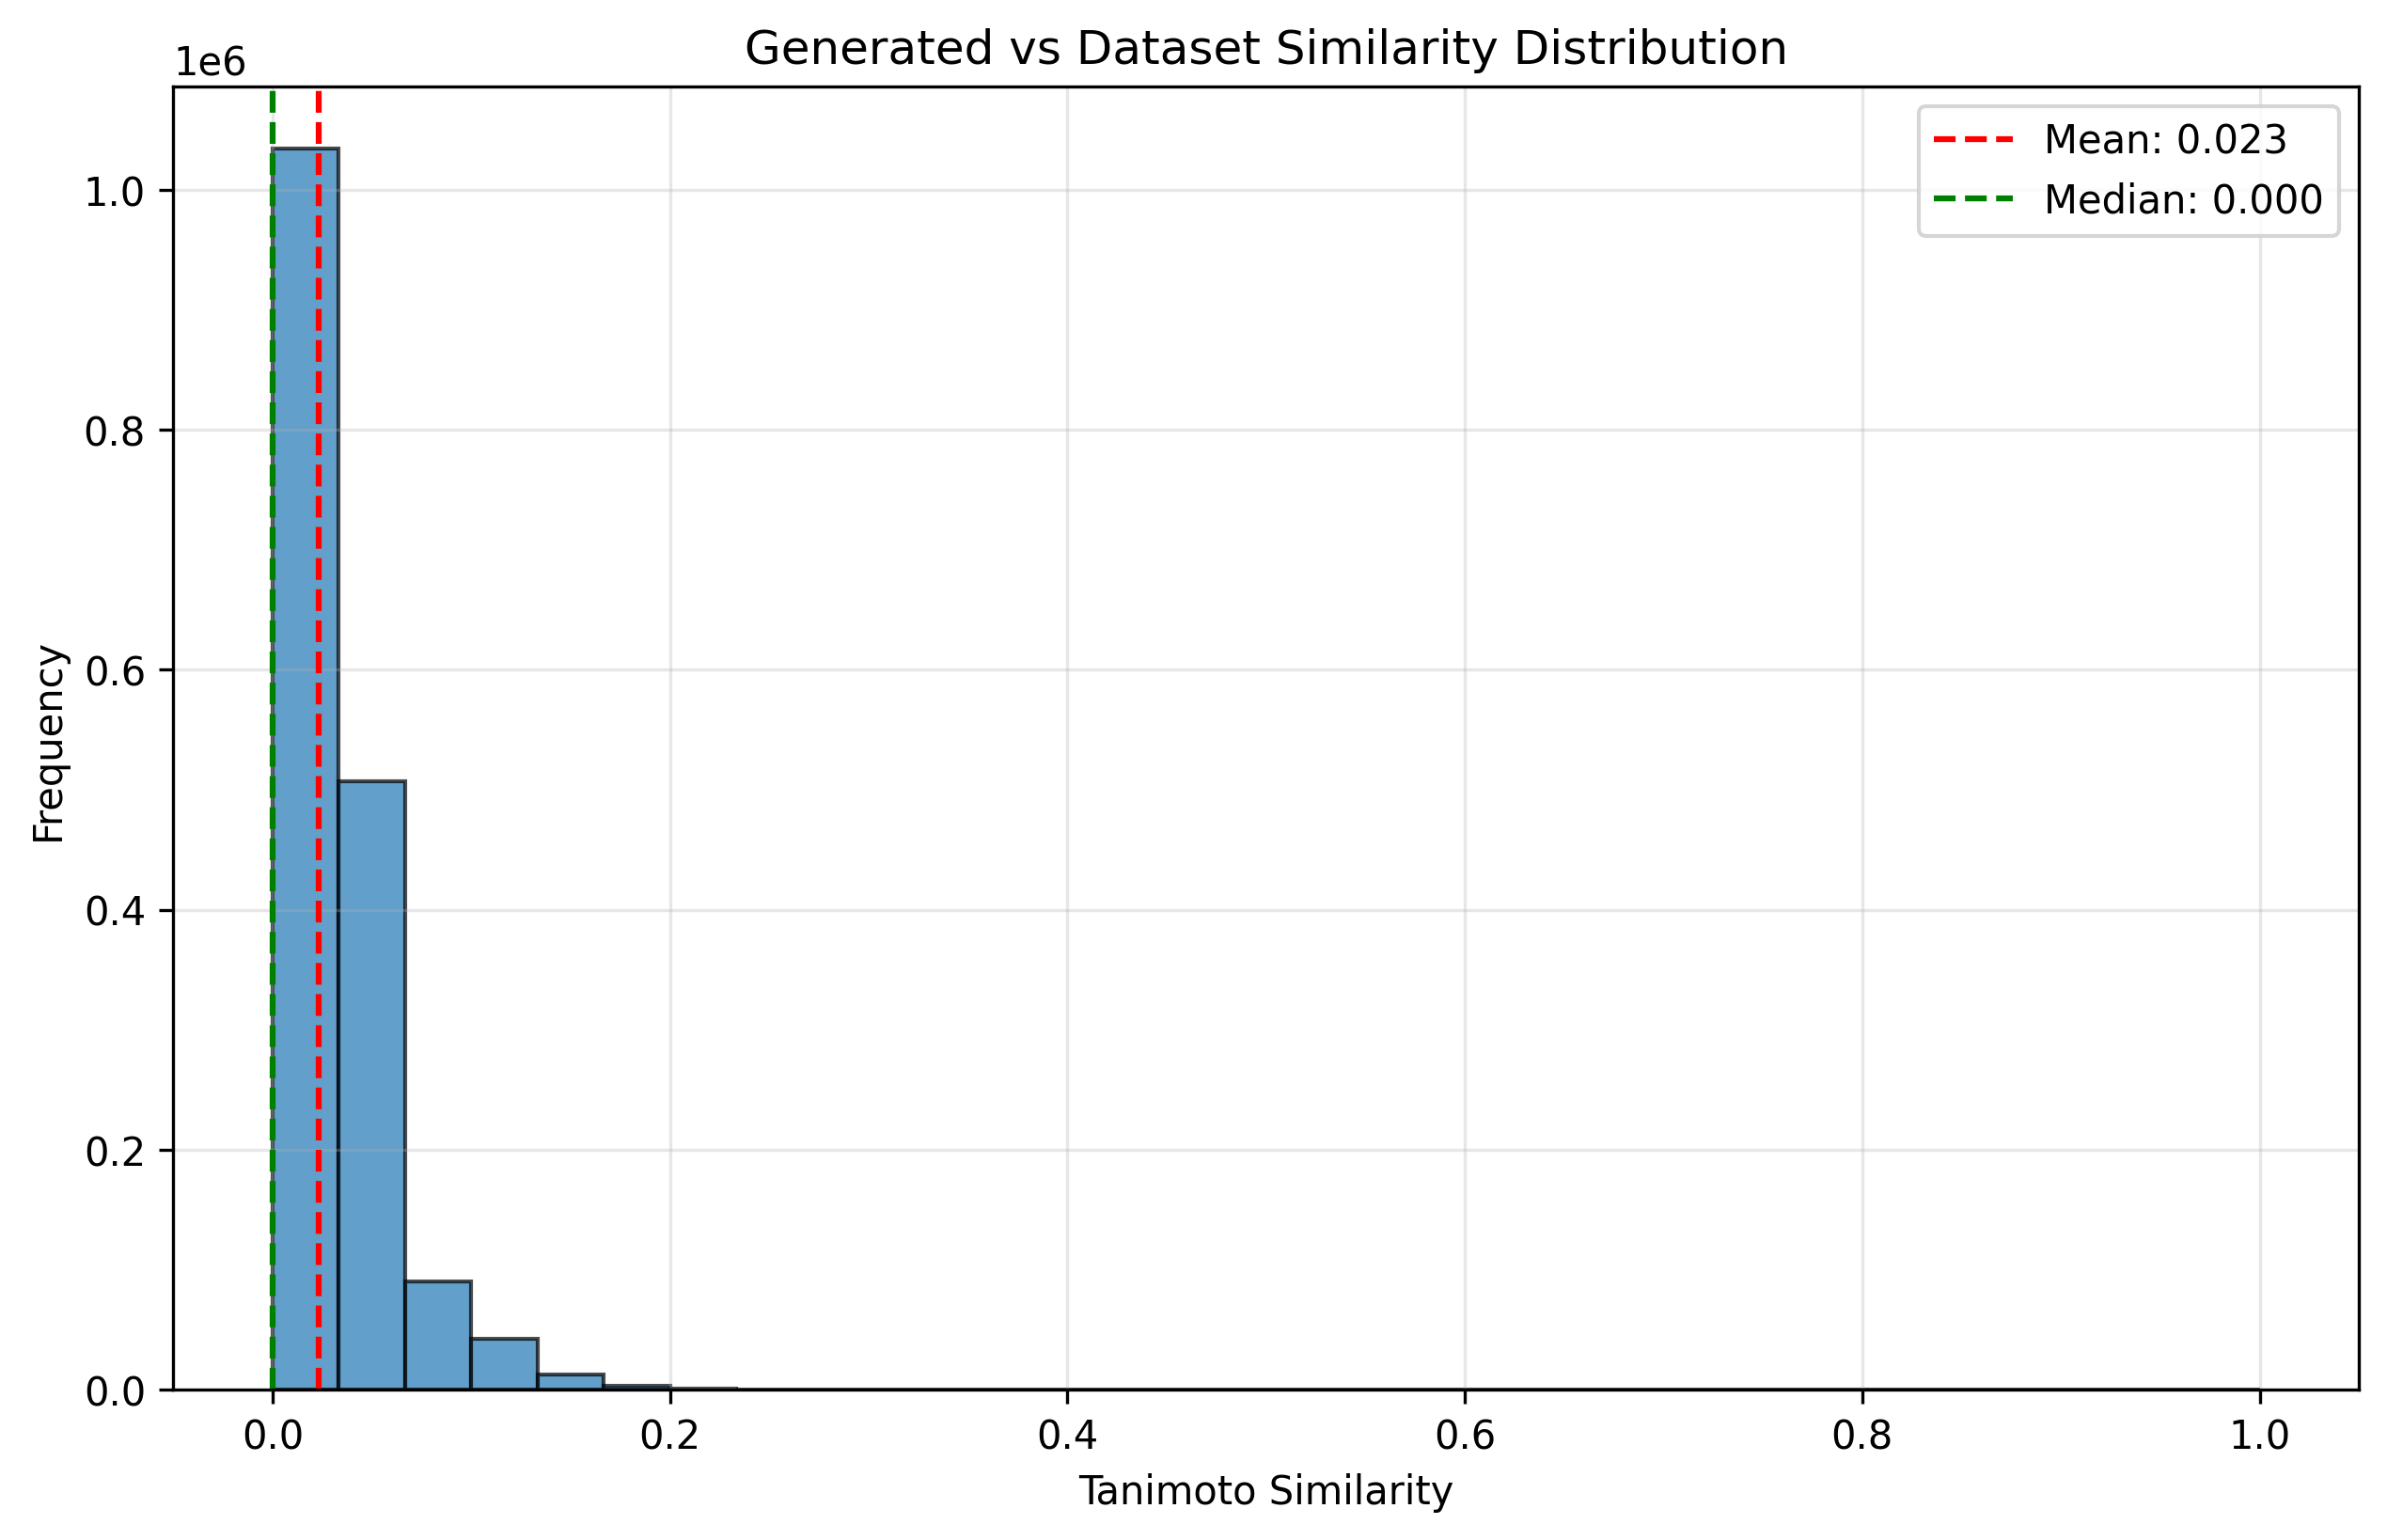 Generated vs Dataset Similarity Distribution
1e6
Mean: 0.023
Median: 0.000
1.0
0.8
0.6
0.4
0.2
0.0
Frequency
0.0 0.2 0.4 0.6 0.8 1.0
Tanimoto Similarity